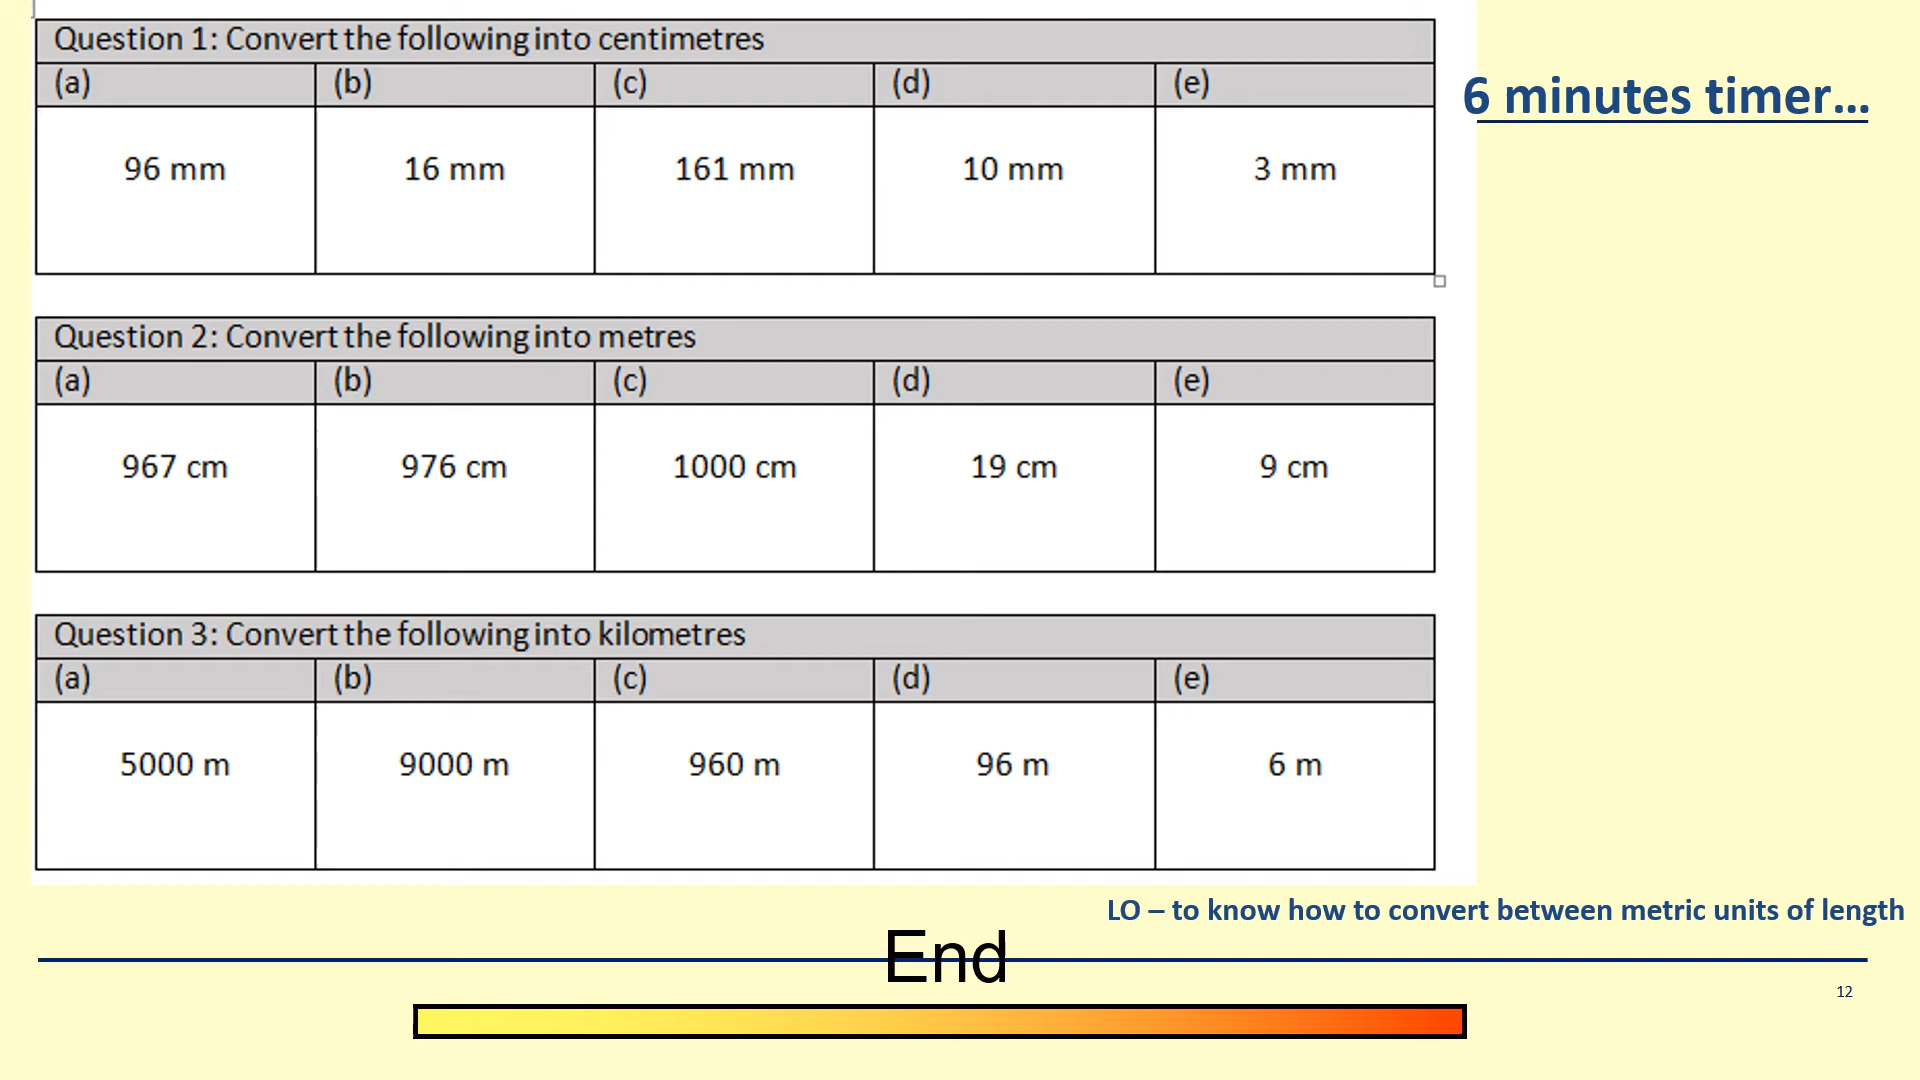 Question 1: Convert the following into centimetres
(a) (b) (c) (d) (e)
96 mm 16 mm 161 mm 10 mm 3 mm
6 minutes timer...
Question 2: Convert the following into metres
(a) (b) (c) (d) (e)
967 cm 976 cm 1000 cm 19 cm 9 cm
Question 3: Convert the following into kilometres
(a) (b) (c) (d) (e)
5000 m 9000 m 960 m 96 m 6 m
LO – to know how to convert between metric units of length
End
12